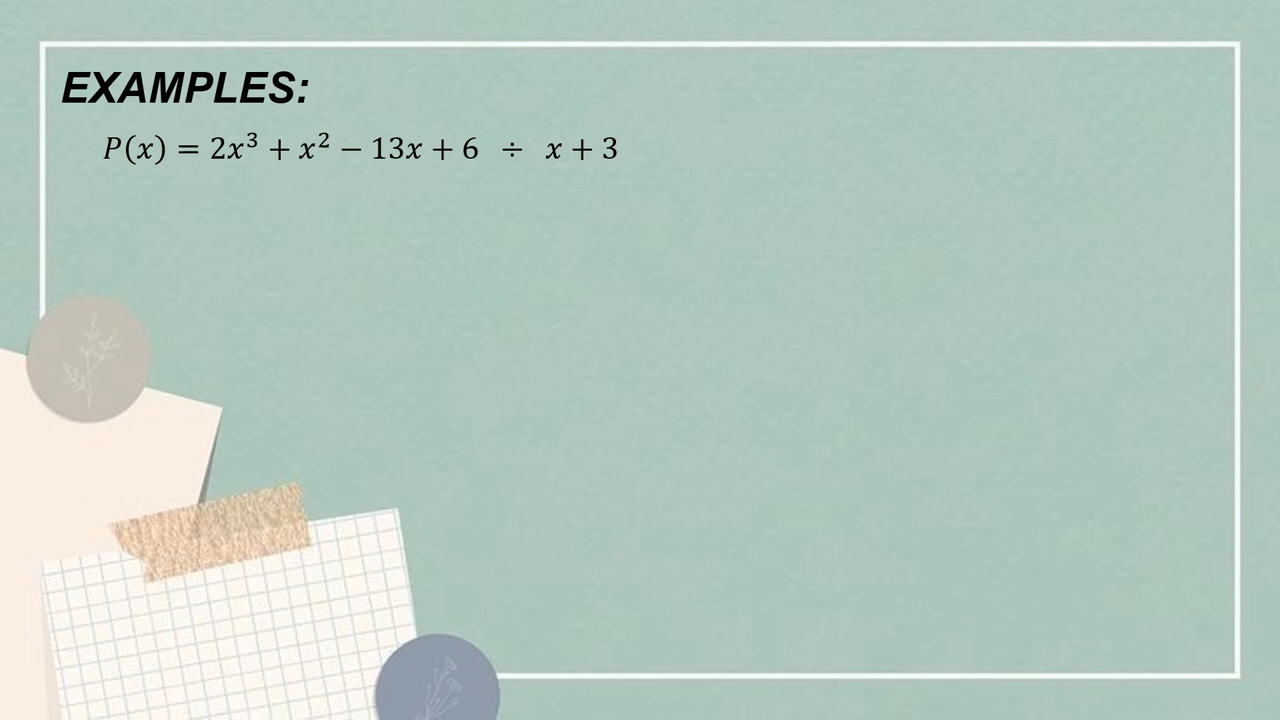 EXAMPLES:
𝑃(𝑥) = 2𝑥³ + 𝑥² − 13𝑥 + 6 ÷ 𝑥 + 3